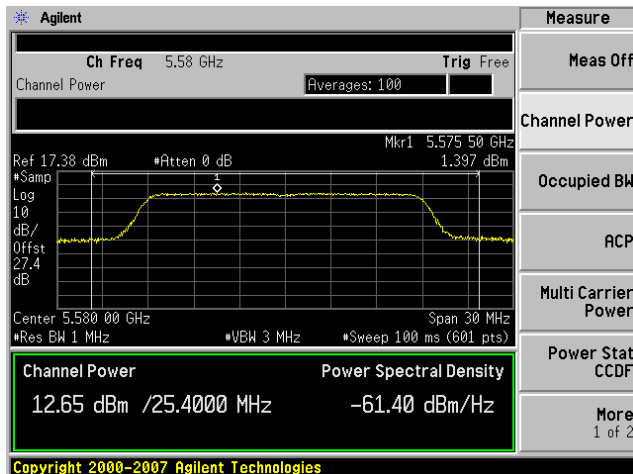 Agilent
Measure
Ch Freq 5.58 GHz Trig Free
Channel Power Averages: 100
Mkr1 5.575 50 GHz
Ref 17.38 dBm #Atten 0 dB 1.397 dBm
#Samp
Log
10
dB/
Offst
27.4
dB
1
Center 5.580 00 GHz Span 30 MHz
#Res BW 1 MHz #VBW 3 MHz #Sweep 100 ms (601 pts)
Channel Power Power Spectral Density
12.65 dBm /25.4000 MHz -61.40 dBm/Hz
Copyright 2000-2007 Agilent Technologies
Meas Off
Channel Power
Occupied BW
ACP
Multi Carrier
Power
Power Stat
CCDF
More
1 of 2